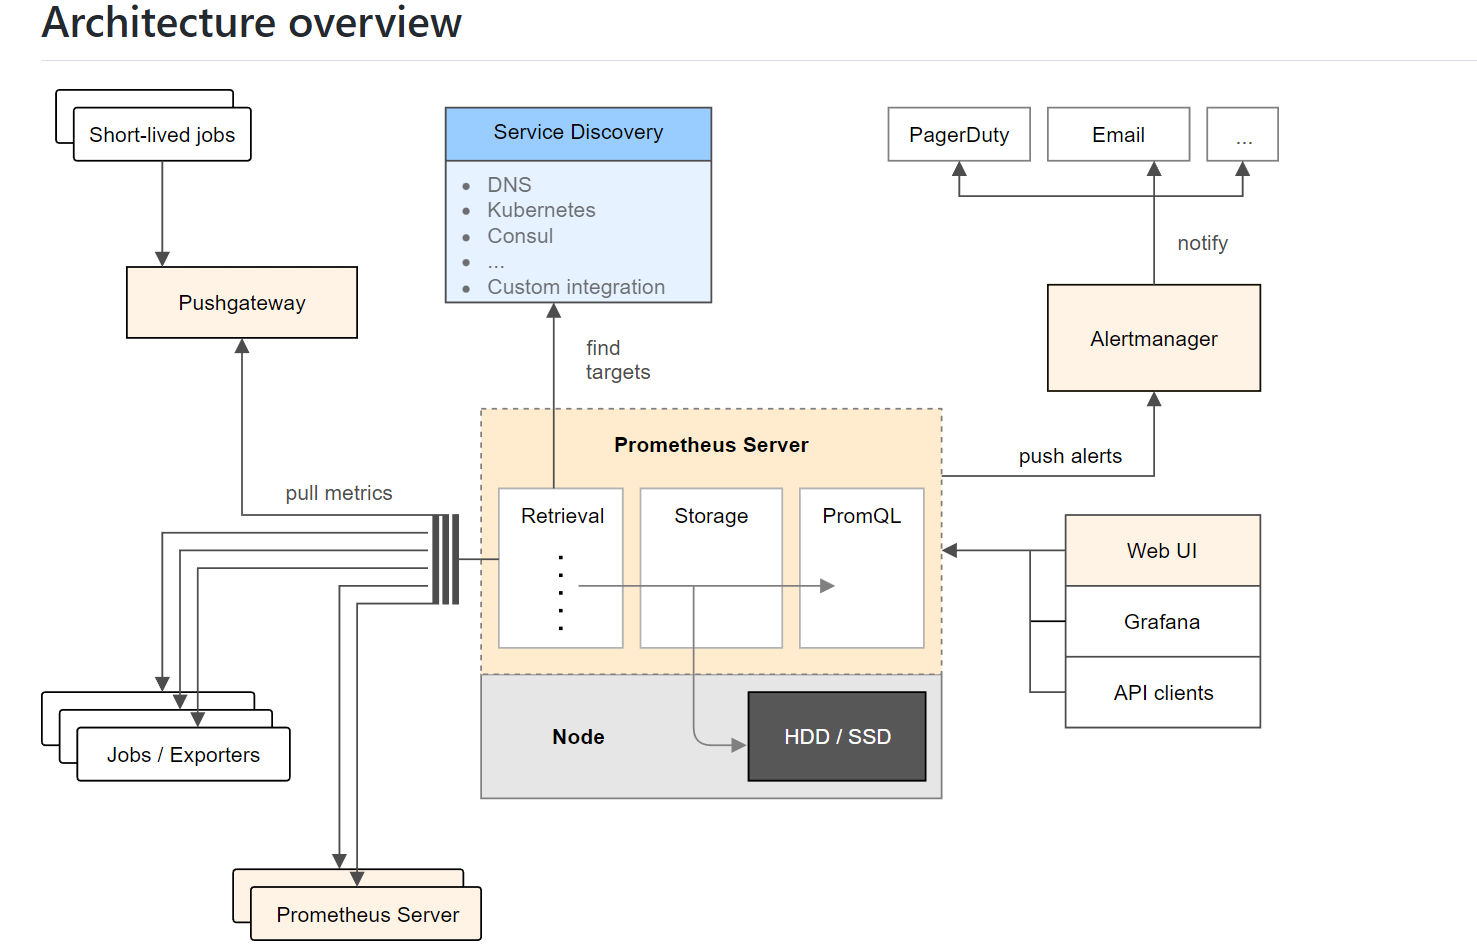 Architecture overview
Short-lived jobs
Pushgateway
pull metrics
Jobs / Exporters
Prometheus Server
Service Discovery
• DNS
• Kubernetes
• Consul
• ...
• Custom integration
find
targets
Prometheus Server
Retrieval
Storage
PromQL
Node
HDD / SSD
PagerDuty
Email
...
notify
Alertmanager
push alerts
Web UI
Grafana
API clients